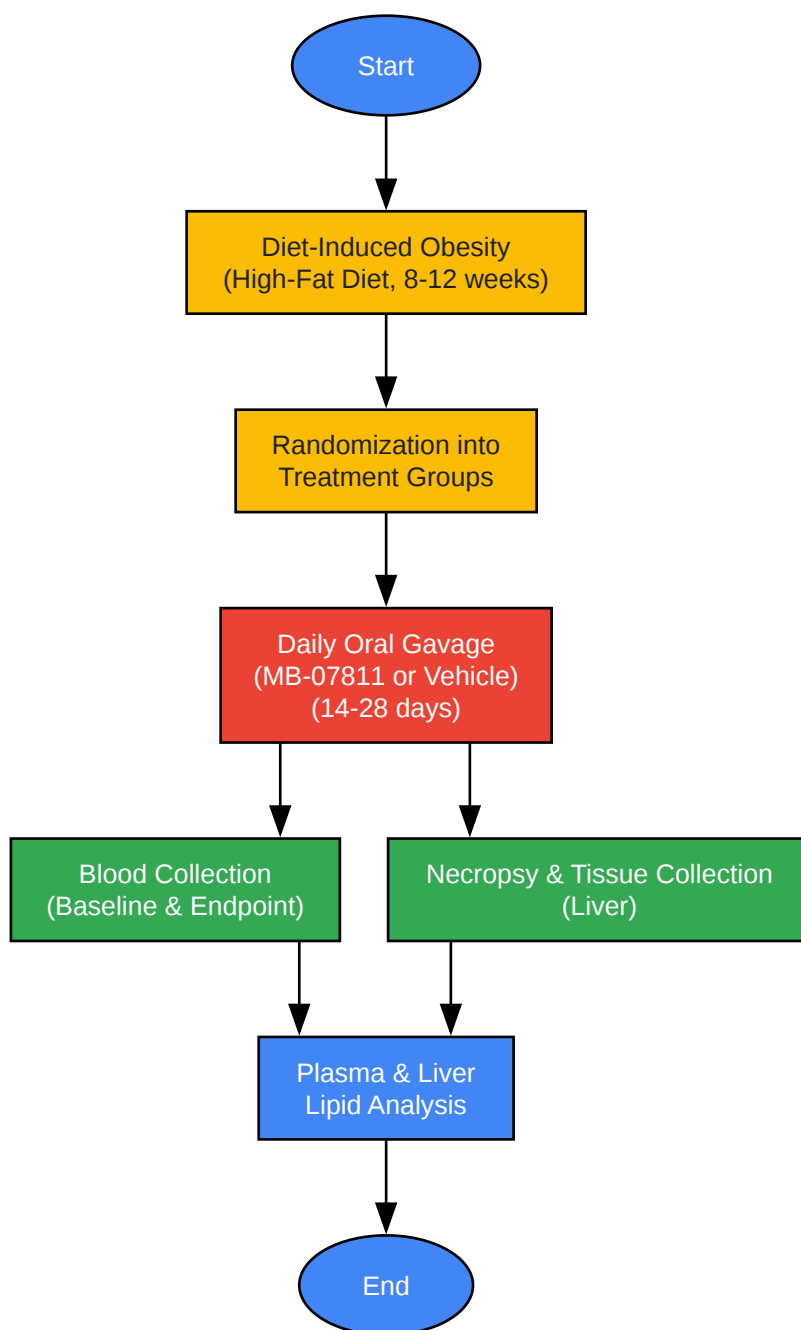 Start
Diet-Induced Obesity
(High-Fat Diet, 8-12 weeks)
Randomization into
Treatment Groups
Daily Oral Gavage
(MB-07811 or Vehicle)
(14-28 days)
Blood Collection
(Baseline & Endpoint)
Necropsy & Tissue Collection
(Liver)
Plasma & Liver
Lipid Analysis
End